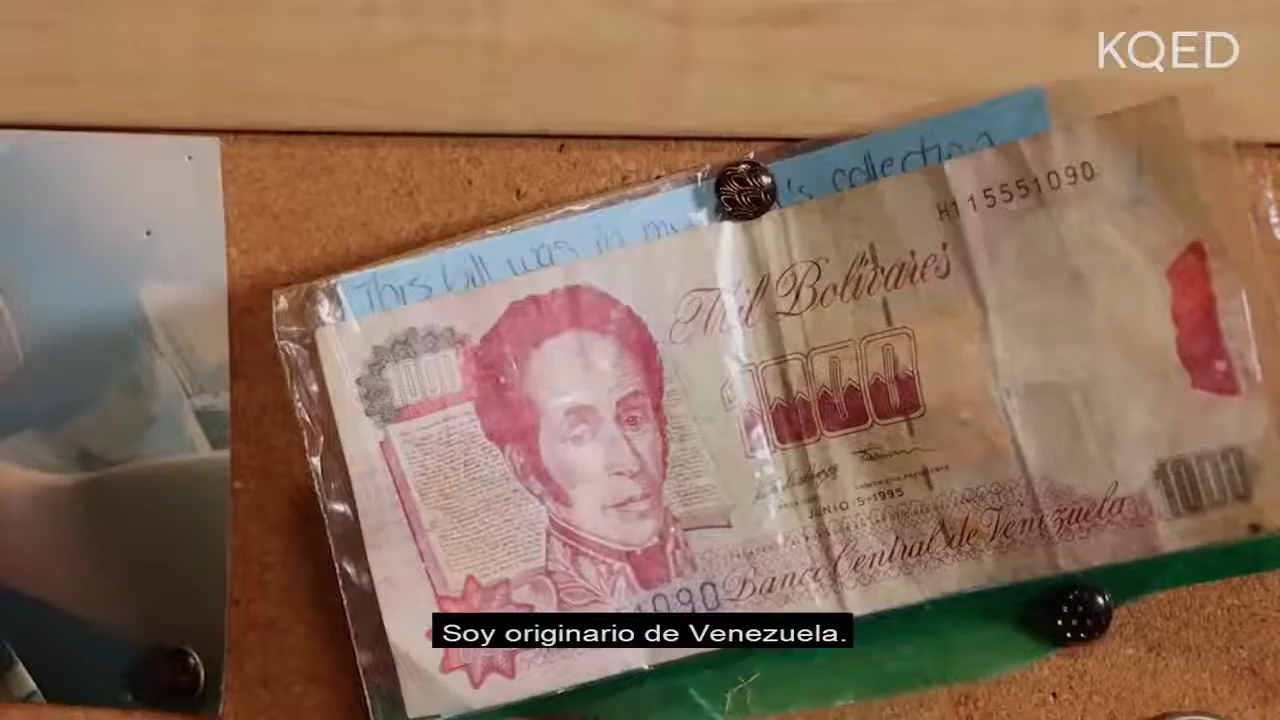 KQED
This bill was in my 's collection
H115551090
Mil Bolívares
1000
1000
JUNIO-5-1995
1000
Banco Central de Venezuela
1090
Soy originario de Venezuela.